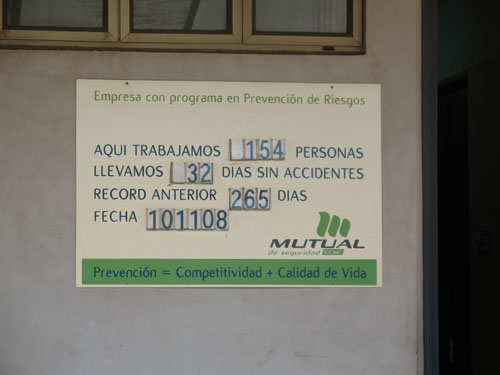 Empresa con programa en Prevención de Riesgos
AQUI TRABAJAMOS 154 PERSONAS
LLEVAMOS 32 DIAS SIN ACCIDENTES
RECORD ANTERIOR 265 DIAS
FECHA 101108
MUTUAL
de seguridad CChC
Prevención = Competitividad + Calidad de Vida